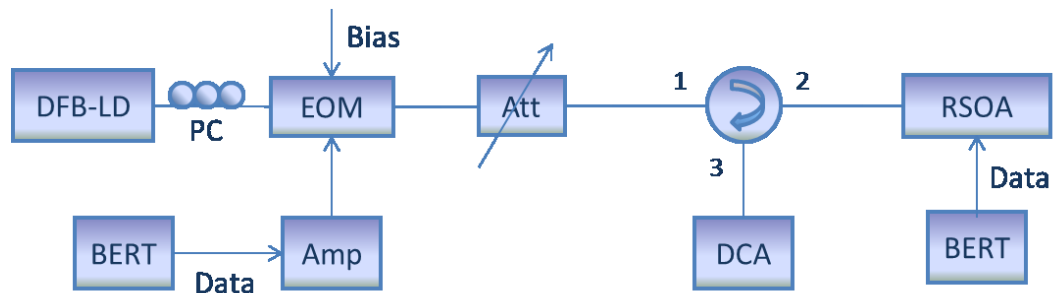 Bias
DFB-LD
PC
EOM
Att
1
2
3
RSOA
Data
BERT
Data
Amp
DCA
BERT